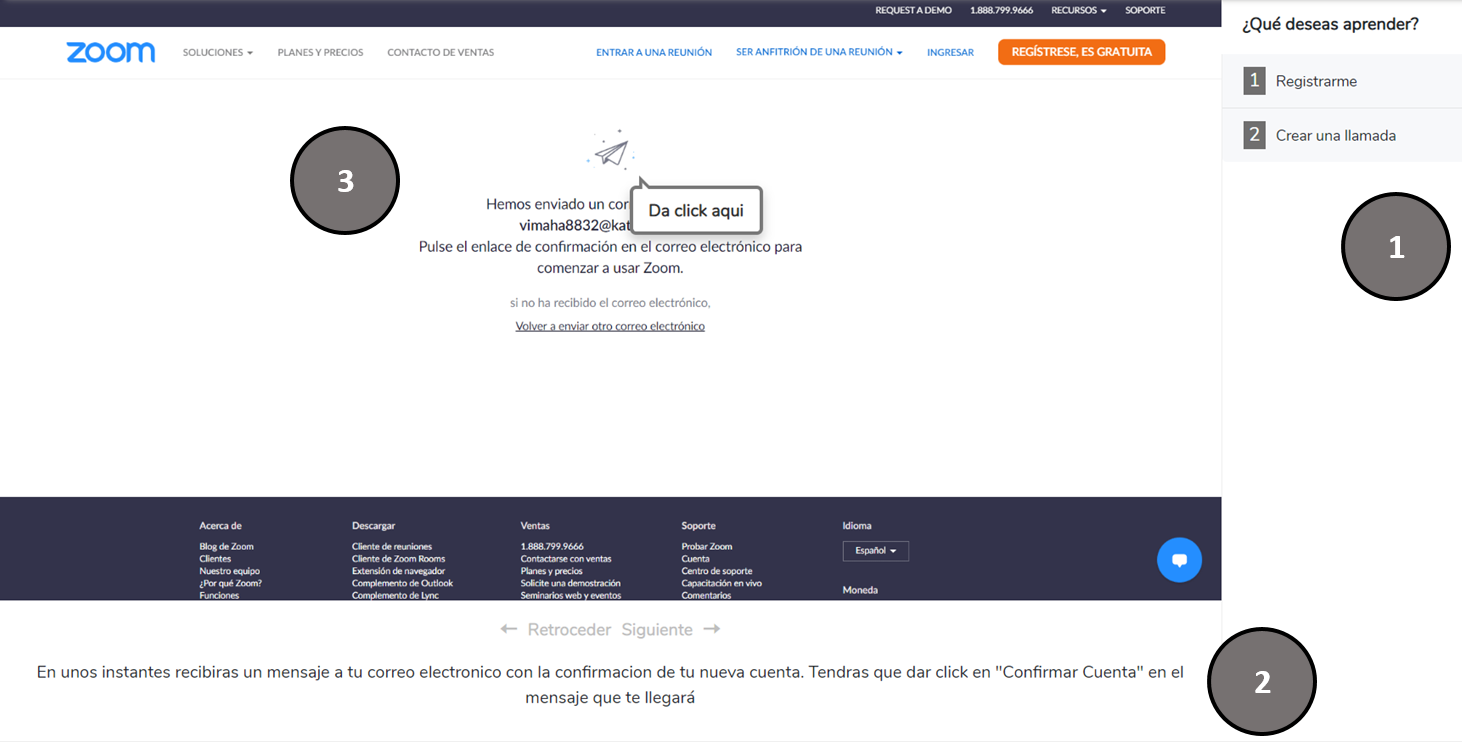 REQUEST A DEMO 1.888.799.9666 RECURSOS SOPORTE
zoom SOLUCIONES PLANES Y PRECIOS CONTACTO DE VENTAS ENTRAR A UNA REUNIÓN SER ANFITRIÓN DE UNA REUNIÓN INGRESAR REGÍSTRESE, ES GRATUITA
3
Hemos enviado un cor
vimaha8832@kat
Da click aqui
Pulse el enlace de confirmación en el correo electrónico para
comenzar a usar Zoom.
si no ha recibido el correo electrónico,
Volver a enviar otro correo electrónico
Acerca de
Blog de Zoom
Clientes
Nuestro equipo
¿Por qué Zoom?
Funciones
Descargar
Cliente de reuniones
Cliente de Zoom Rooms
Extensión de navegador
Complemento de Outlook
Complemento de Lync
Ventas
1.888.799.9666
Contactarse con ventas
Planes y precios
Solicite una demostración
Seminarios web y eventos
Soporte
Probar Zoom
Cuenta
Centro de soporte
Capacitación en vivo
Comentarios
Idioma
Español
Moneda
← Retroceder Siguiente →
En unos instantes recibiras un mensaje a tu correo electronico con la confirmacion de tu nueva cuenta. Tendras que dar click en "Confirmar Cuenta" en el
mensaje que te llegará
¿Qué deseas aprender?
1 Registrarme
2 Crear una llamada
1
2